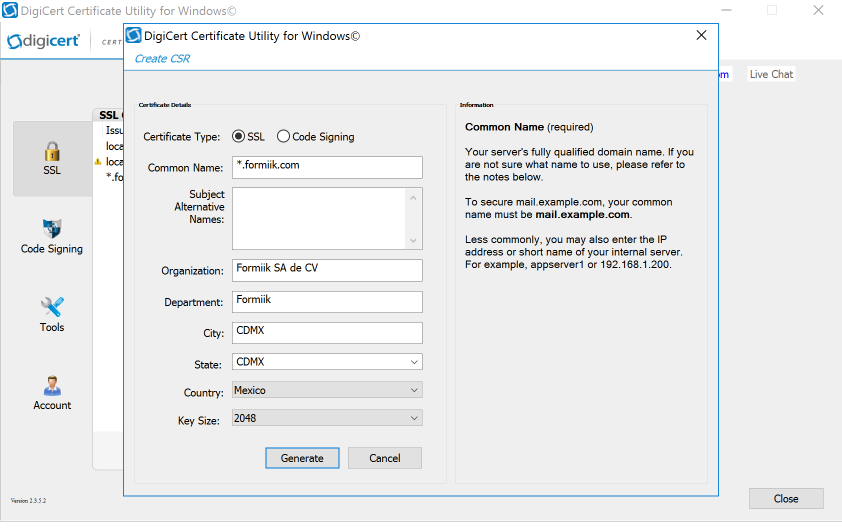 DigiCert Certificate Utility for Windows©
digicert
CERT
DigiCert Certificate Utility for Windows©
Create CSR
om
Live Chat
SSL
Code Signing
Tools
Account
Version 2.3.5.2
SSL
Issu
loca
loca
*.fo
Certificate Details
Certificate Type:
SSL
Code Signing
Common Name:
*.formiik.com
Subject
Alternative
Names:
Organization:
Formiik SA de CV
Department:
Formiik
City:
CDMX
State:
CDMX
Country:
Mexico
Key Size:
2048
Generate
Cancel
Information
Common Name (required)
Your server's fully qualified domain name. If you
are not sure what name to use, please refer to
the notes below.
To secure mail.example.com, your common
name must be mail.example.com.
Less commonly, you may also enter the IP
address or short name of your internal server.
For example, appserver1 or 192.168.1.200.
Close